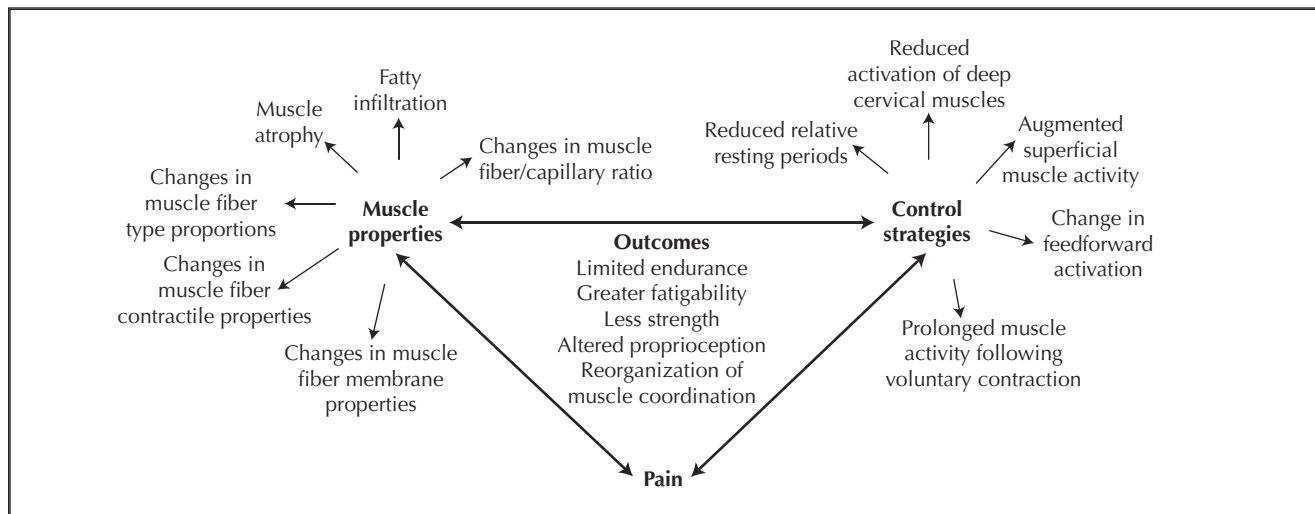 Fatty
infiltration
Muscle
atrophy
Changes in muscle
fiber/capillary ratio
Changes in
muscle fiber
type proportions
Muscle
properties
Changes in
muscle fiber
contractile properties
Changes in muscle
fiber membrane
properties
Outcomes
Limited endurance
Greater fatigability
Less strength
Altered proprioception
Reorganization of
muscle coordination
Reduced
activation of deep
cervical muscles
Reduced relative
resting periods
Augmented
superficial
muscle activity
Control
strategies
Change in
feedforward
activation
Prolonged muscle
activity following
voluntary contraction
Pain